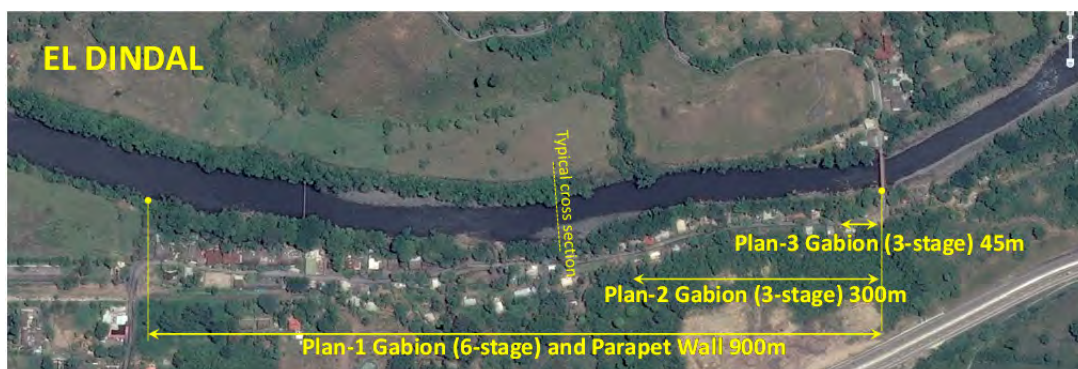 EL DINDAL
Typical cross section
Plan-3 Gabion (3-stage) 45m
Plan-2 Gabion (3-stage) 300m
Plan-1 Gabion (6-stage) and Parapet Wall 900m